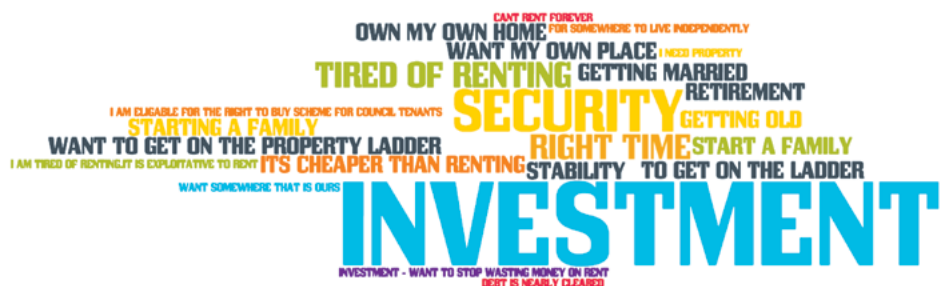 CANT RENT FOREVER
OWN MY OWN HOME
FOR SOMEWHERE TO LIVE INDEPENDENTLY
WANT MY OWN PLACE
I NEED PROPERTY
TIRED OF RENTING
GETTING MARRIED
RETIREMENT
I AM ELIGABLE FOR THE RIGHT TO BUY SCHEME FOR COUNCIL TENANTS
SECURITY
GETTING OLD
STARTING A FAMILY
WANT TO GET ON THE PROPERTY LADDER
RIGHT TIME
START A FAMILY
I AM TIRED OF RENTING.IT IS EXPLOITATIVE TO RENT
ITS CHEAPER THAN RENTING
STABILITY
TO GET ON THE LADDER
WANT SOMEWHERE THAT IS OURS
INVESTMENT
INVESTMENT - WANT TO STOP WASTING MONEY ON RENT
DEBT IS NEARLY CLEARED